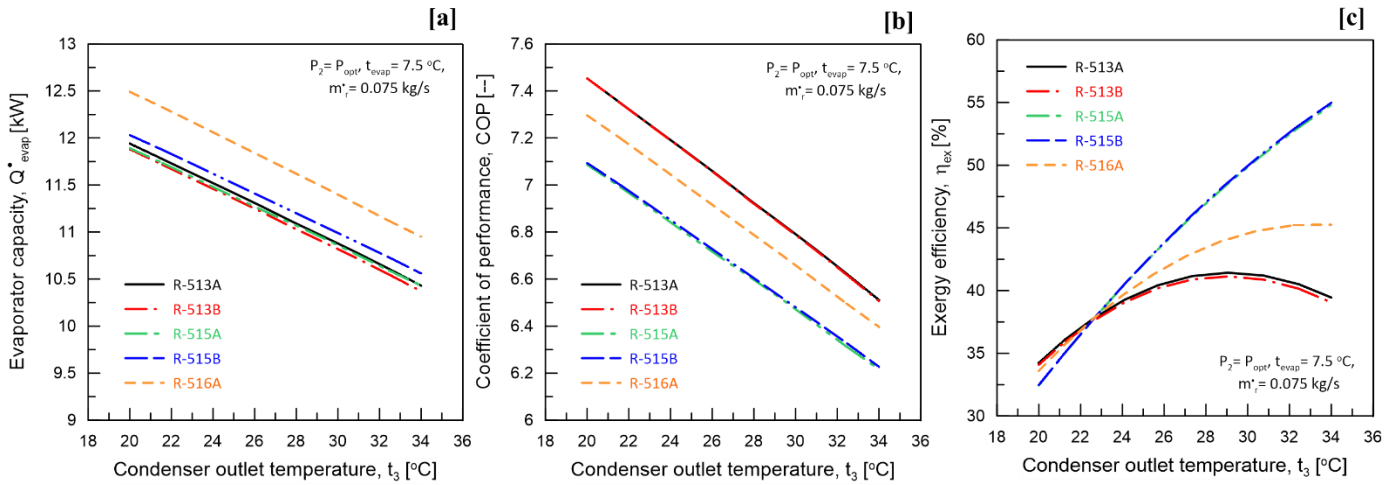 [a]
Evaporator capacity, Q•evap [kW]
13
12.5
12
11.5
11
10.5
10
9.5
9
P2= Popt, tevap= 7.5 oC,
m•r= 0.075 kg/s
R-513A
R-513B
R-515A
R-515B
R-516A
18 20 22 24 26 28 30 32 34 36
Condenser outlet temperature, t3 [oC]
[b]
Coefficient of performance, COP [--]
7.6
7.4
7.2
7
6.8
6.6
6.4
6.2
6
P2= Popt, tevap= 7.5 oC,
m•r= 0.075 kg/s
R-513A
R-513B
R-515A
R-515B
R-516A
18 20 22 24 26 28 30 32 34 36
Condenser outlet temperature, t3 [oC]
[c]
Exergy efficiency, ηex [%]
60
55
50
45
40
35
30
R-513A
R-513B
R-515A
R-515B
R-516A
P2= Popt, tevap= 7.5 oC,
m•r= 0.075 kg/s
18 20 22 24 26 28 30 32 34 36
Condenser outlet temperature, t3 [oC]